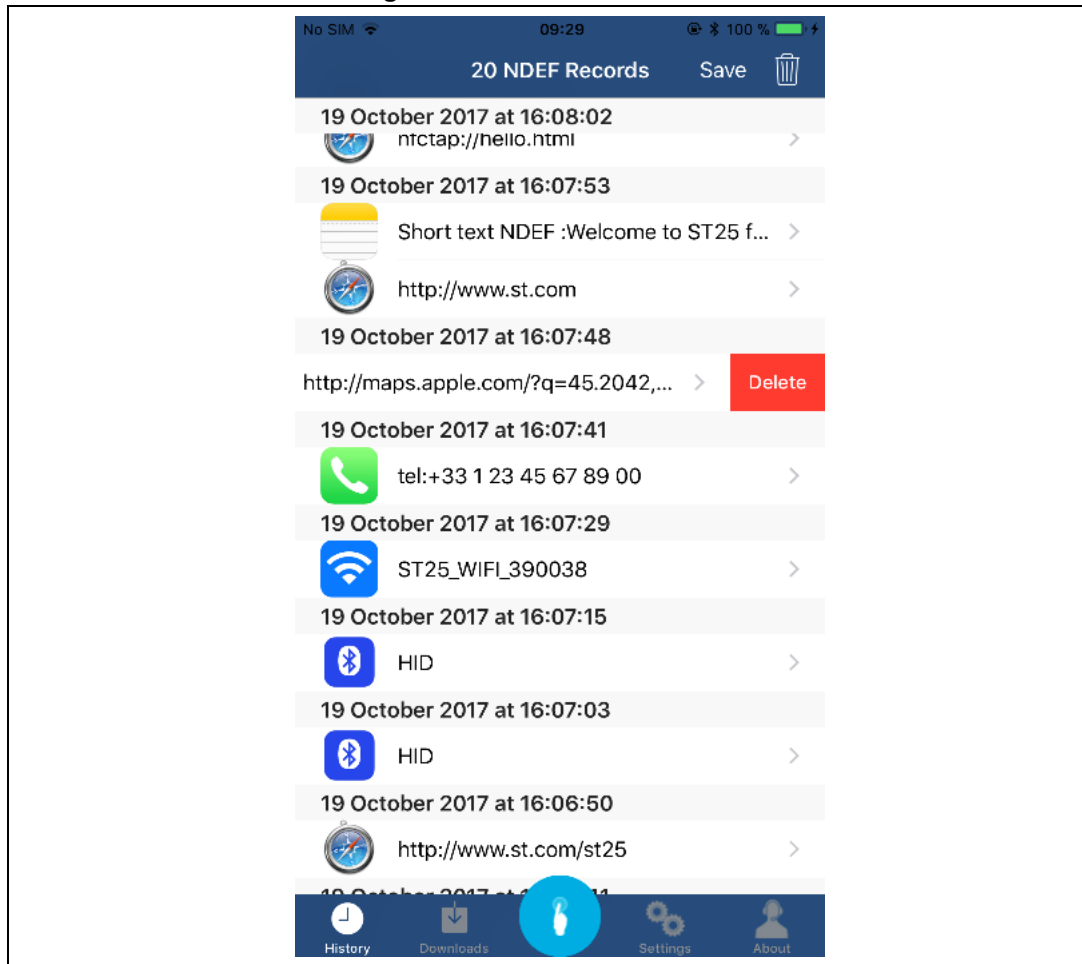 No SIM 09:29 100 %
20 NDEF Records Save
19 October 2017 at 16:08:02
nfctap://hello.html
19 October 2017 at 16:07:53
Short text NDEF :Welcome to ST25 f...
http://www.st.com
19 October 2017 at 16:07:48
http://maps.apple.com/?q=45.2042,... Delete
19 October 2017 at 16:07:41
tel:+33 1 23 45 67 89 00
19 October 2017 at 16:07:29
ST25_WIFI_390038
19 October 2017 at 16:07:15
HID
19 October 2017 at 16:07:03
HID
19 October 2017 at 16:06:50
http://www.st.com/st25
19 October 2017 at
History Downloads Settings About